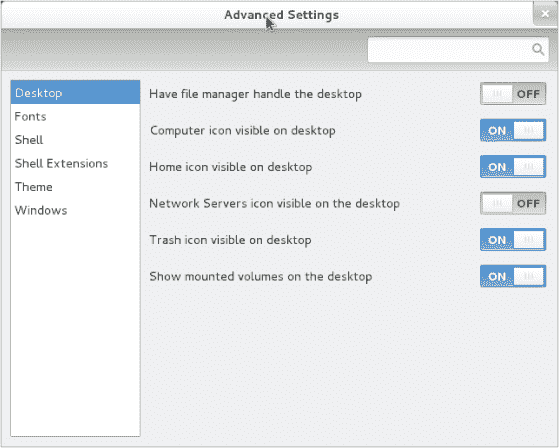 Advanced Settings
Desktop
Fonts
Shell
Shell Extensions
Theme
Windows
Have file manager handle the desktop OFF
Computer icon visible on desktop ON
Home icon visible on desktop ON
Network Servers icon visible on the desktop OFF
Trash icon visible on desktop ON
Show mounted volumes on the desktop ON